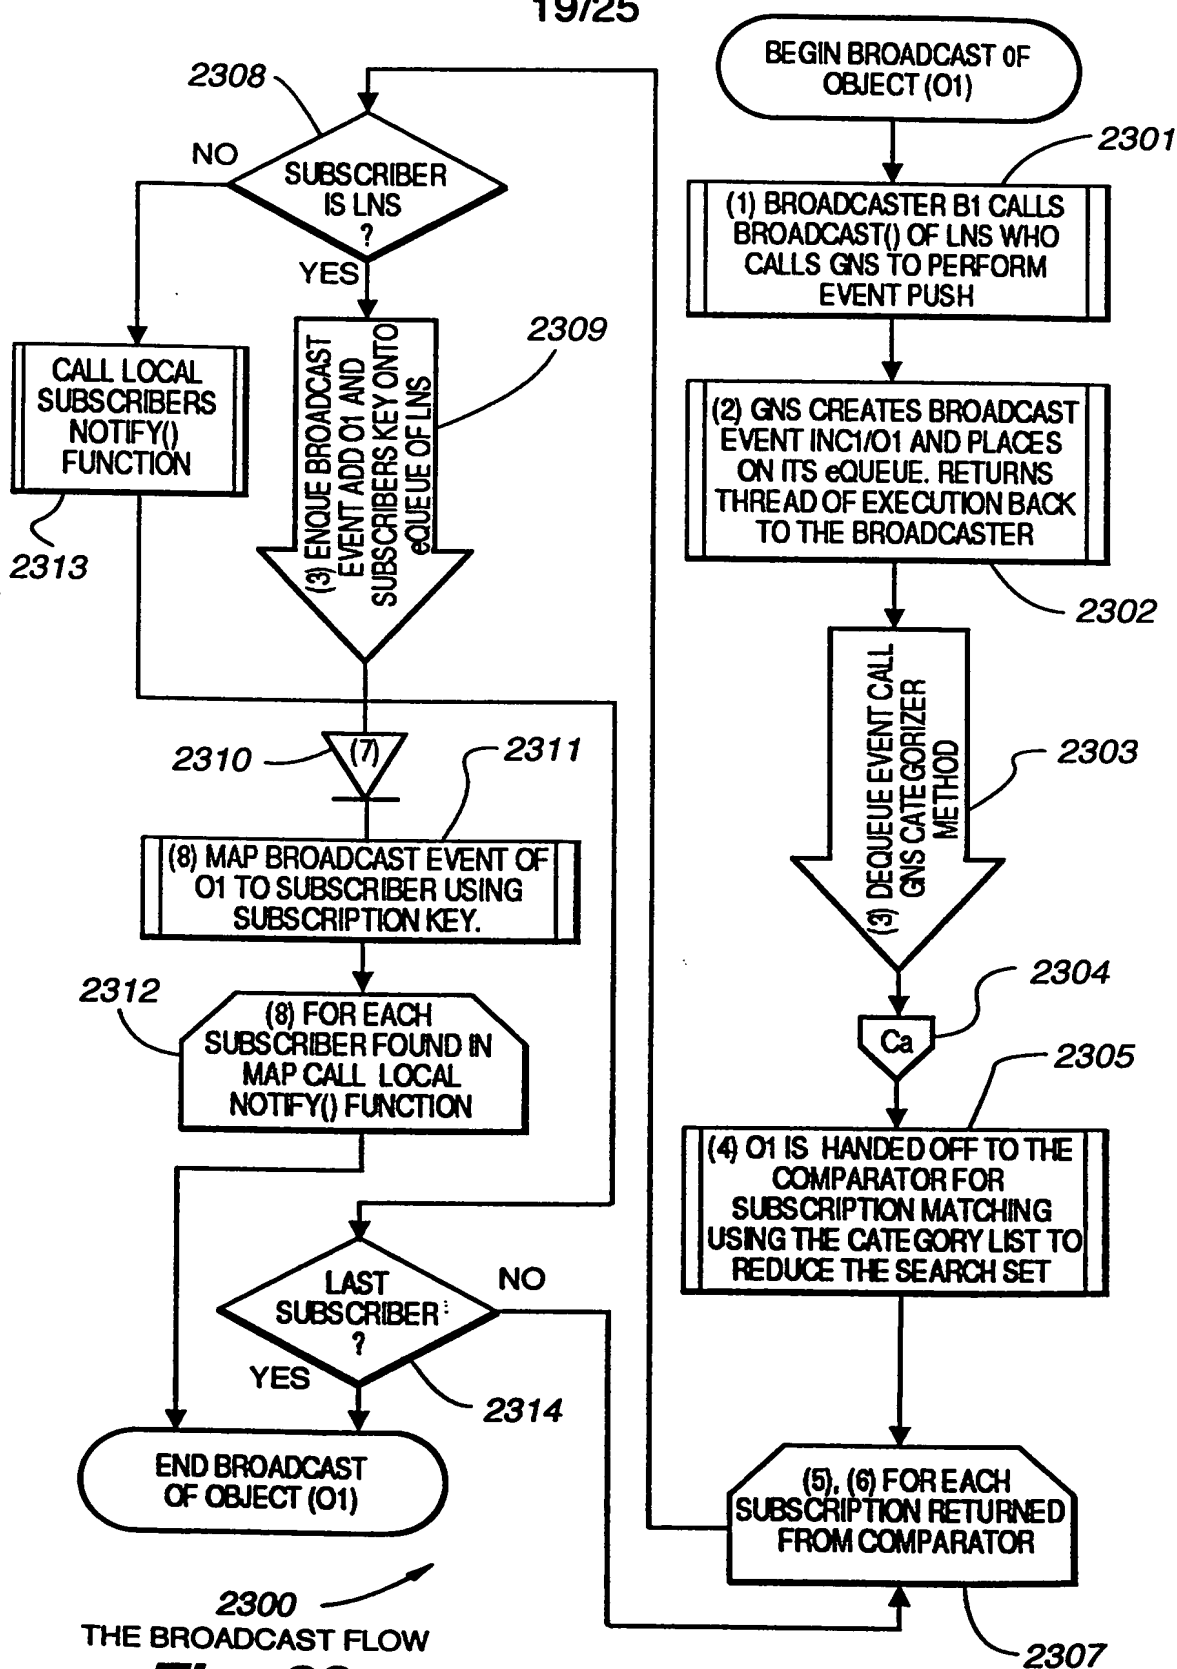 19/25
BEGIN BROADCAST OF
OBJECT (O1)
2301
(1) BROADCASTER B1 CALLS
BROADCAST() OF LNS WHO
CALLS GNS TO PERFORM
EVENT PUSH
(2) GNS CREATES BROADCAST
EVENT INC1/O1 AND PLACES
ON ITS eQUEUE. RETURNS
THREAD OF EXECUTION BACK
TO THE BROADCASTER
2302
(3) DEQUEUE EVENT CALL
GNS CATEGORIZER
METHOD
2303
2304
Ca
2305
(4) O1 IS HANDED OFF TO THE
COMPARATOR FOR
SUBSCRIPTION MATCHING
USING THE CATEGORY LIST TO
REDUCE THE SEARCH SET
(5), (6) FOR EACH
SUBSCRIPTION RETURNED
FROM COMPARATOR
2307
2308
NO
SUBSCRIBER
IS LNS
?
YES
2309
(3) ENQUE BROADCAST
EVENT ADD O1 AND
SUBSCRIBERS KEY ONTO
eQUEUE OF LNS
CALL LOCAL
SUBSCRIBERS
NOTIFY()
FUNCTION
2313
2310
(7)
2311
(8) MAP BROADCAST EVENT OF
O1 TO SUBSCRIBER USING
SUBSCRIPTION KEY.
2312
(8) FOR EACH
SUBSCRIBER FOUND IN
MAP CALL LOCAL
NOTIFY() FUNCTION
LAST
SUBSCRIBER
?
NO
YES
2314
END BROADCAST
OF OBJECT (O1)
2300
THE BROADCAST FLOW